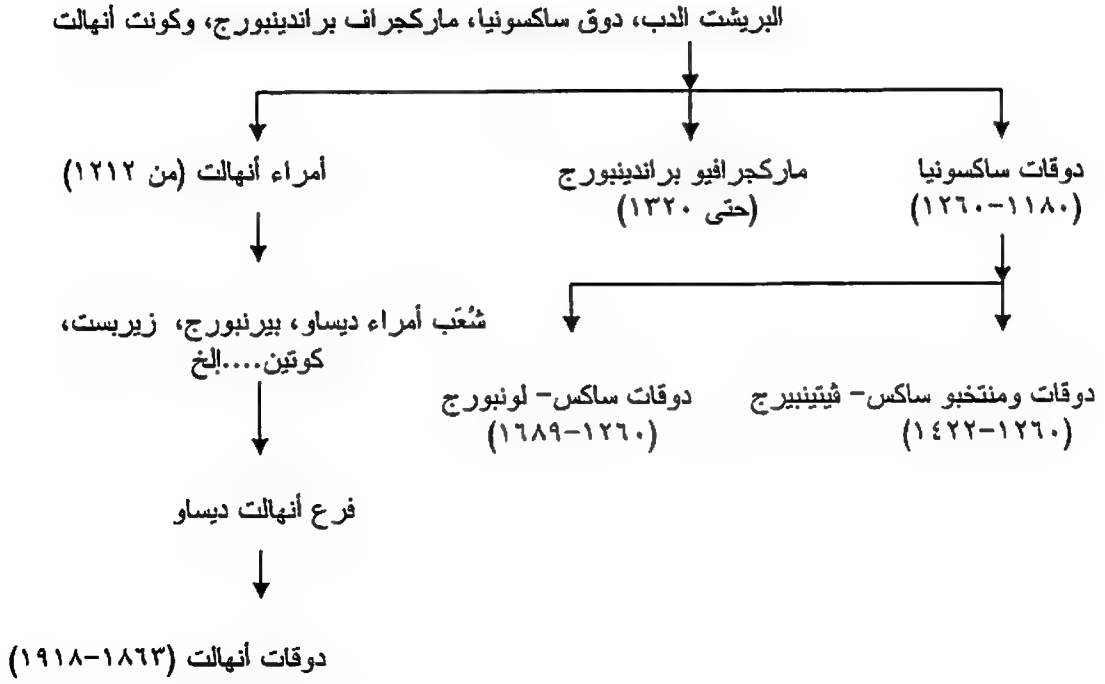 البريشت الدب، دوق ساكسونيا، ماركجراف براندينبورج، وكونت أنهالت
دوقات ساكسونيا
(١١٨٠-١٢٦٠)
ماركجرافيو براندينبورج
(حتى ١٣٢٠)
أمراء أنهالت (من ١٢١٢)
دوقات ومنتخبو ساكس- ڤيتينبيرج
(١٢٦٠-١٤٢٢)
دوقات ساكس- لونبورج
(١٢٦٠-١٦٨٩)
شُعَب أمراء ديساو، بيرنبورج، زيربست،
كوتين....إلخ
فرع أنهالت ديساو
دوقات أنهالت (١٨٦٣-١٩١٨)